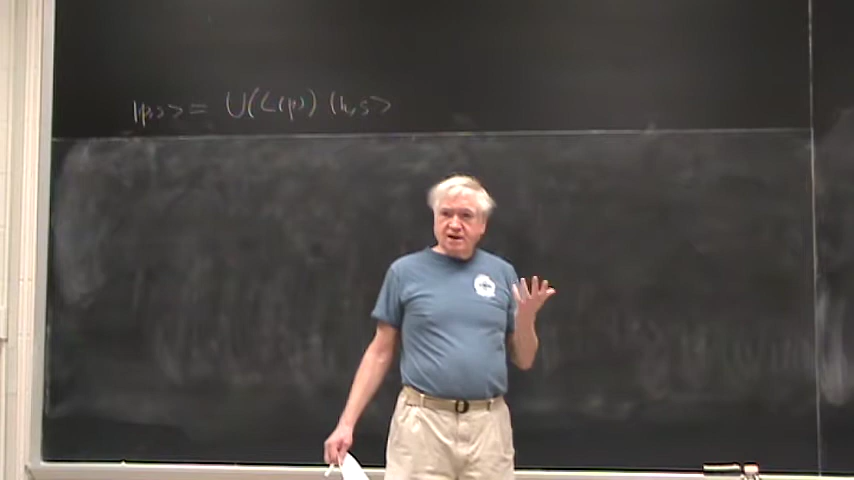 |p,s> = U(L(p)) |k,s>